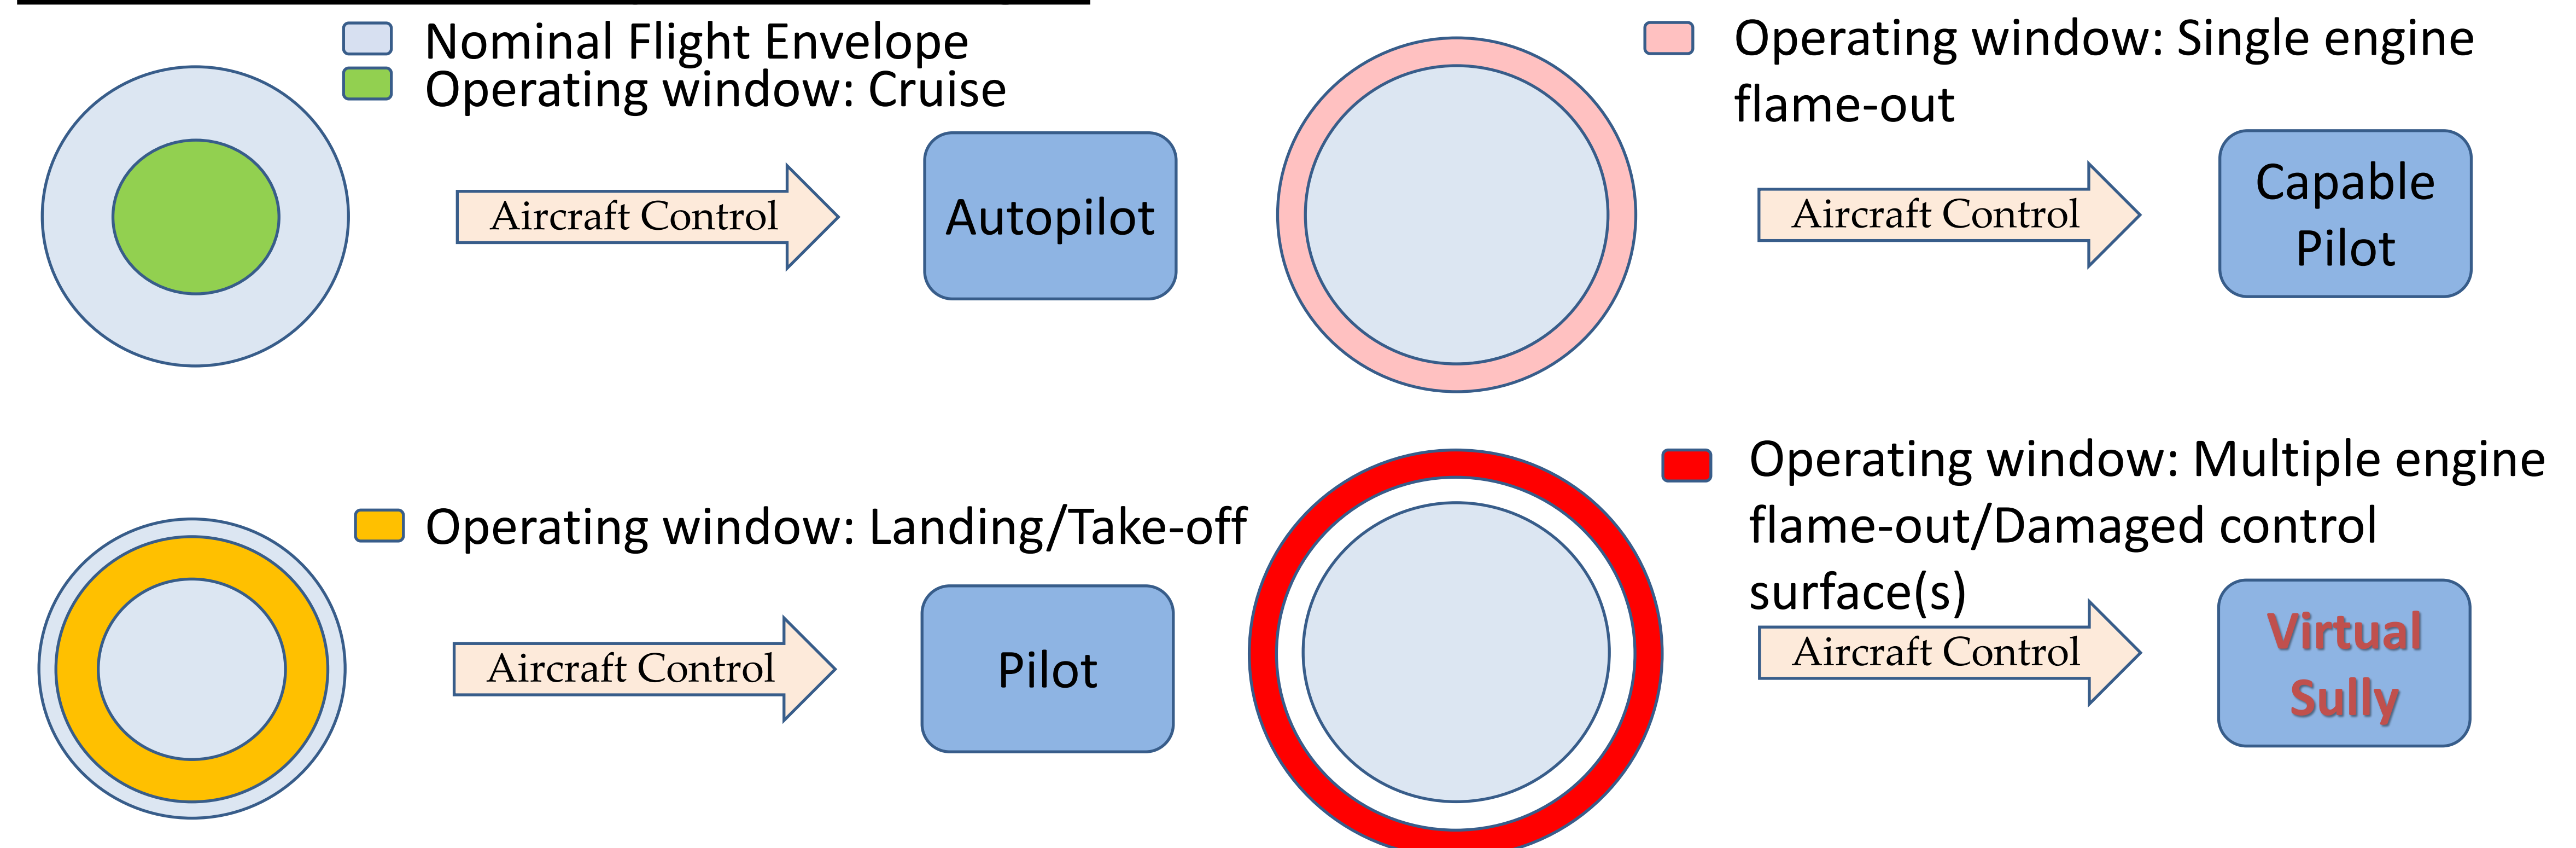 Nominal Flight Envelope
Operating window: Cruise
Aircraft Control
Autopilot
Operating window: Single engine
flame-out
Aircraft Control
Capable
Pilot
Operating window: Landing/Take-off
Aircraft Control
Pilot
Operating window: Multiple engine
flame-out/Damaged control
surface(s)
Aircraft Control
Virtual
Sully